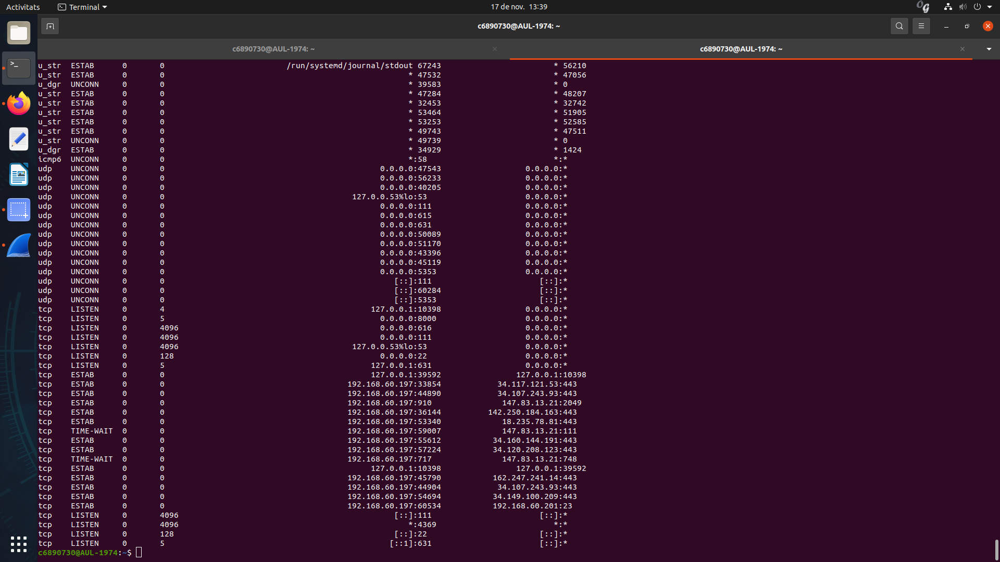 Activitats Terminal 17 de nov. 13:39
c6890730@AUL-1974: ~
c6890730@AUL-1974: ~ c6890730@AUL-1974: ~
u_str ESTAB 0 0 /run/systemd/journal/stdout 67243 * 56210
u_str ESTAB 0 0 * 47532 * 47056
u_dgr UNCONN 0 0 * 39583 * 0
u_str ESTAB 0 0 * 47284 * 48207
u_str ESTAB 0 0 * 32453 * 32742
u_str ESTAB 0 0 * 53464 * 51905
u_str ESTAB 0 0 * 53253 * 52585
u_str ESTAB 0 0 * 49743 * 47511
u_str UNCONN 0 0 * 49739 * 0
u_dgr ESTAB 0 0 * 34929 * 1424
icmp6 UNCONN 0 0 *:58 *:*
udp UNCONN 0 0 0.0.0.0:47543 0.0.0.0:*
udp UNCONN 0 0 0.0.0.0:56233 0.0.0.0:*
udp UNCONN 0 0 0.0.0.0:40205 0.0.0.0:*
udp UNCONN 0 0 127.0.0.53%lo:53 0.0.0.0:*
udp UNCONN 0 0 0.0.0.0:111 0.0.0.0:*
udp UNCONN 0 0 0.0.0.0:615 0.0.0.0:*
udp UNCONN 0 0 0.0.0.0:631 0.0.0.0:*
udp UNCONN 0 0 0.0.0.0:50089 0.0.0.0:*
udp UNCONN 0 0 0.0.0.0:51170 0.0.0.0:*
udp UNCONN 0 0 0.0.0.0:43396 0.0.0.0:*
udp UNCONN 0 0 0.0.0.0:45119 0.0.0.0:*
udp UNCONN 0 0 0.0.0.0:5353 0.0.0.0:*
udp UNCONN 0 0 [::]:111 [::]:*
udp UNCONN 0 0 [::]:60284 [::]:*
udp UNCONN 0 0 [::]:5353 [::]:*
tcp LISTEN 0 4 127.0.0.1:10398 0.0.0.0:*
tcp LISTEN 0 5 0.0.0.0:8000 0.0.0.0:*
tcp LISTEN 0 4096 0.0.0.0:616 0.0.0.0:*
tcp LISTEN 0 4096 0.0.0.0:111 0.0.0.0:*
tcp LISTEN 0 4096 127.0.0.53%lo:53 0.0.0.0:*
tcp LISTEN 0 128 0.0.0.0:22 0.0.0.0:*
tcp LISTEN 0 5 127.0.0.1:631 0.0.0.0:*
tcp ESTAB 0 0 127.0.0.1:39592 127.0.0.1:10398
tcp ESTAB 0 0 192.168.60.197:33854 34.117.121.53:443
tcp ESTAB 0 0 192.168.60.197:44890 34.107.243.93:443
tcp ESTAB 0 0 192.168.60.197:910 147.83.13.21:2049
tcp ESTAB 0 0 192.168.60.197:36144 142.250.184.163:443
tcp ESTAB 0 0 192.168.60.197:53340 18.235.78.81:443
tcp TIME-WAIT 0 0 192.168.60.197:59007 147.83.13.21:111
tcp ESTAB 0 0 192.168.60.197:55612 34.160.144.191:443
tcp ESTAB 0 0 192.168.60.197:57224 34.120.208.123:443
tcp TIME-WAIT 0 0 192.168.60.197:717 147.83.13.21:748
tcp ESTAB 0 0 127.0.0.1:10398 127.0.0.1:39592
tcp ESTAB 0 0 192.168.60.197:45790 162.247.241.14:443
tcp ESTAB 0 0 192.168.60.197:44904 34.107.243.93:443
tcp ESTAB 0 0 192.168.60.197:54694 34.149.100.209:443
tcp ESTAB 0 0 192.168.60.197:60534 192.168.60.201:23
tcp LISTEN 0 4096 [::]:111 [::]:*
tcp LISTEN 0 4096 *:4369 *:*
tcp LISTEN 0 128 [::]:22 [::]:*
tcp LISTEN 0 5 [::1]:631 [::]:*
c6890730@AUL-1974:~$